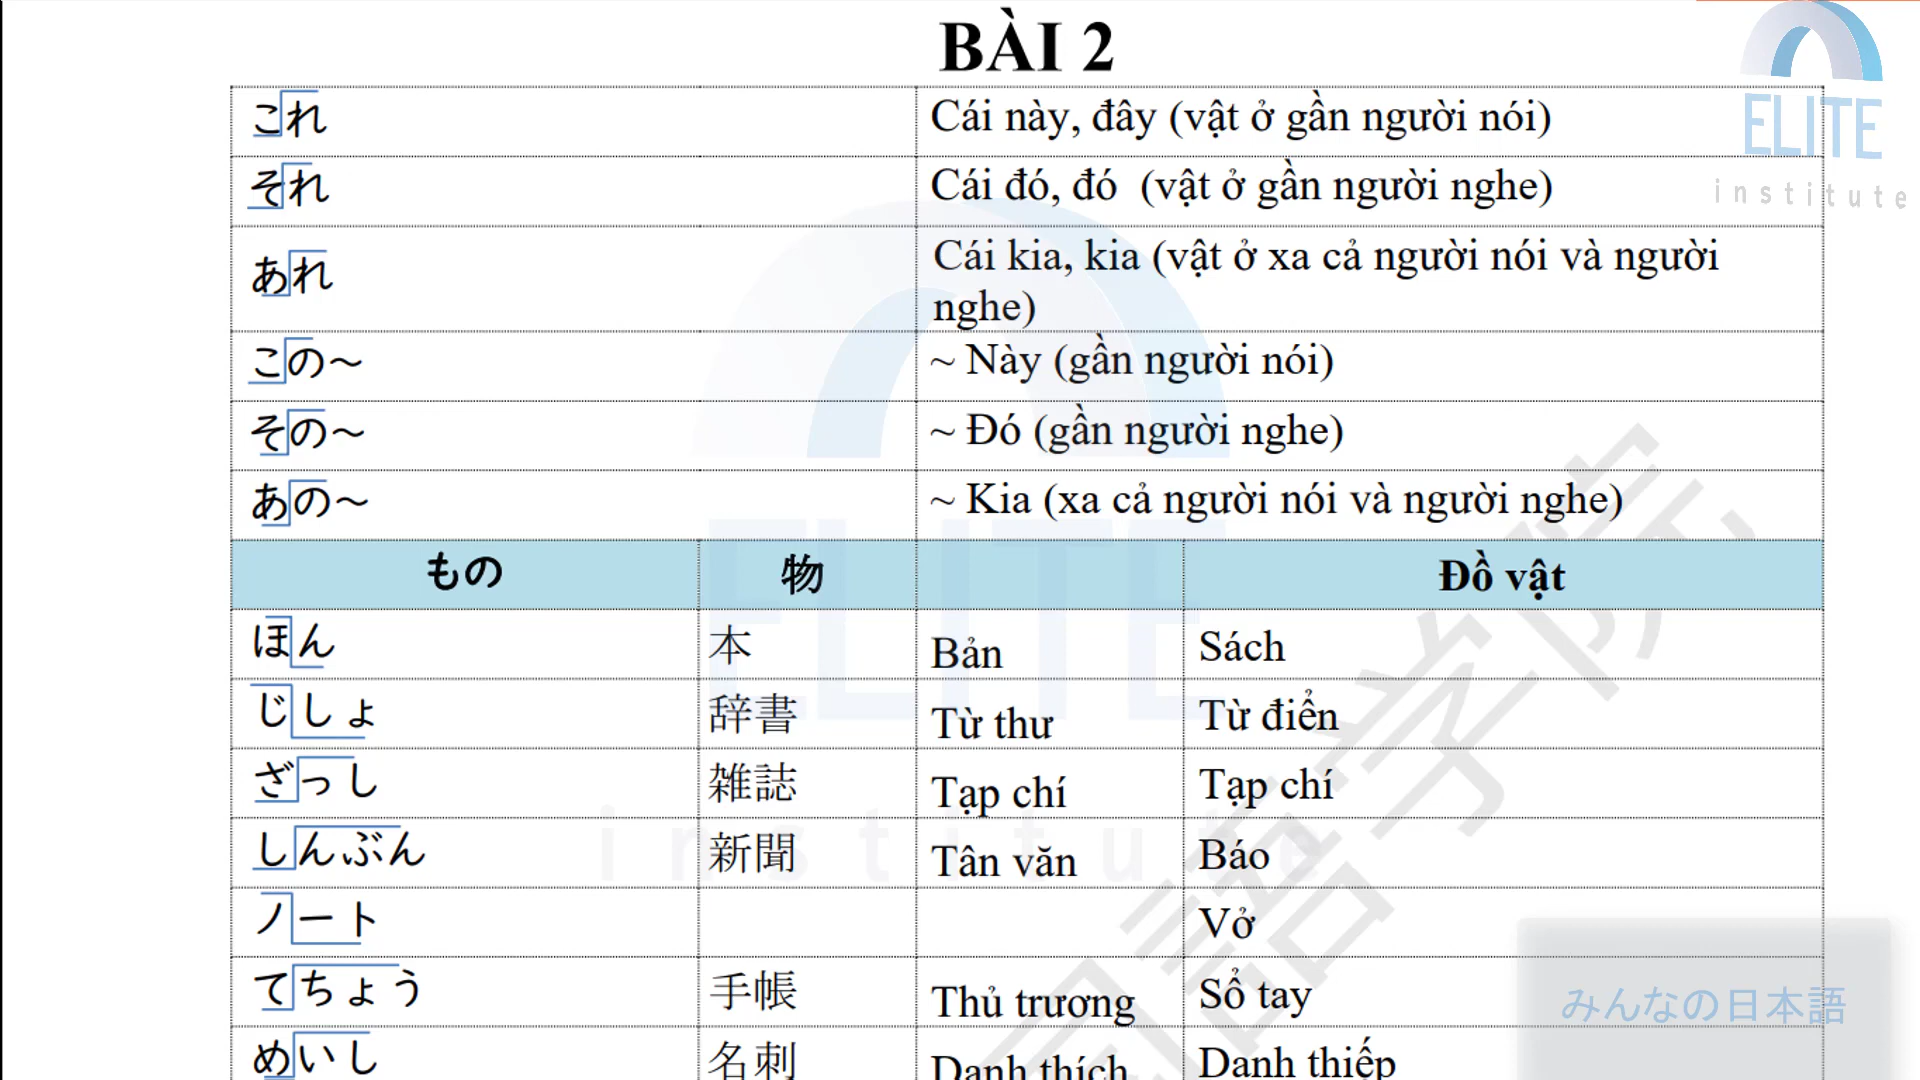 BÀI 2
ELITE
institute
これ Cái này, đây (vật ở gần người nói)
それ Cái đó, đó (vật ở gần người nghe)
あれ Cái kia, kia (vật ở xa cả người nói và người
nghe)
この～ ~ Này (gần người nói)
その～ ~ Đó (gần người nghe)
あの～ ~ Kia (xa cả người nói và người nghe)
もの 物 Đồ vật
ほん 本 Bản Sách
じしょ 辞書 Từ thư Từ điển
ざっし 雑誌 Tạp chí Tạp chí
しんぶん 新聞 Tân văn Báo
ノート Vở
てちょう 手帳 Thủ trương Sổ tay
めいし 名刺 Danh thích Danh thiếp
みんなの日本語
ELITE
institute
語学院